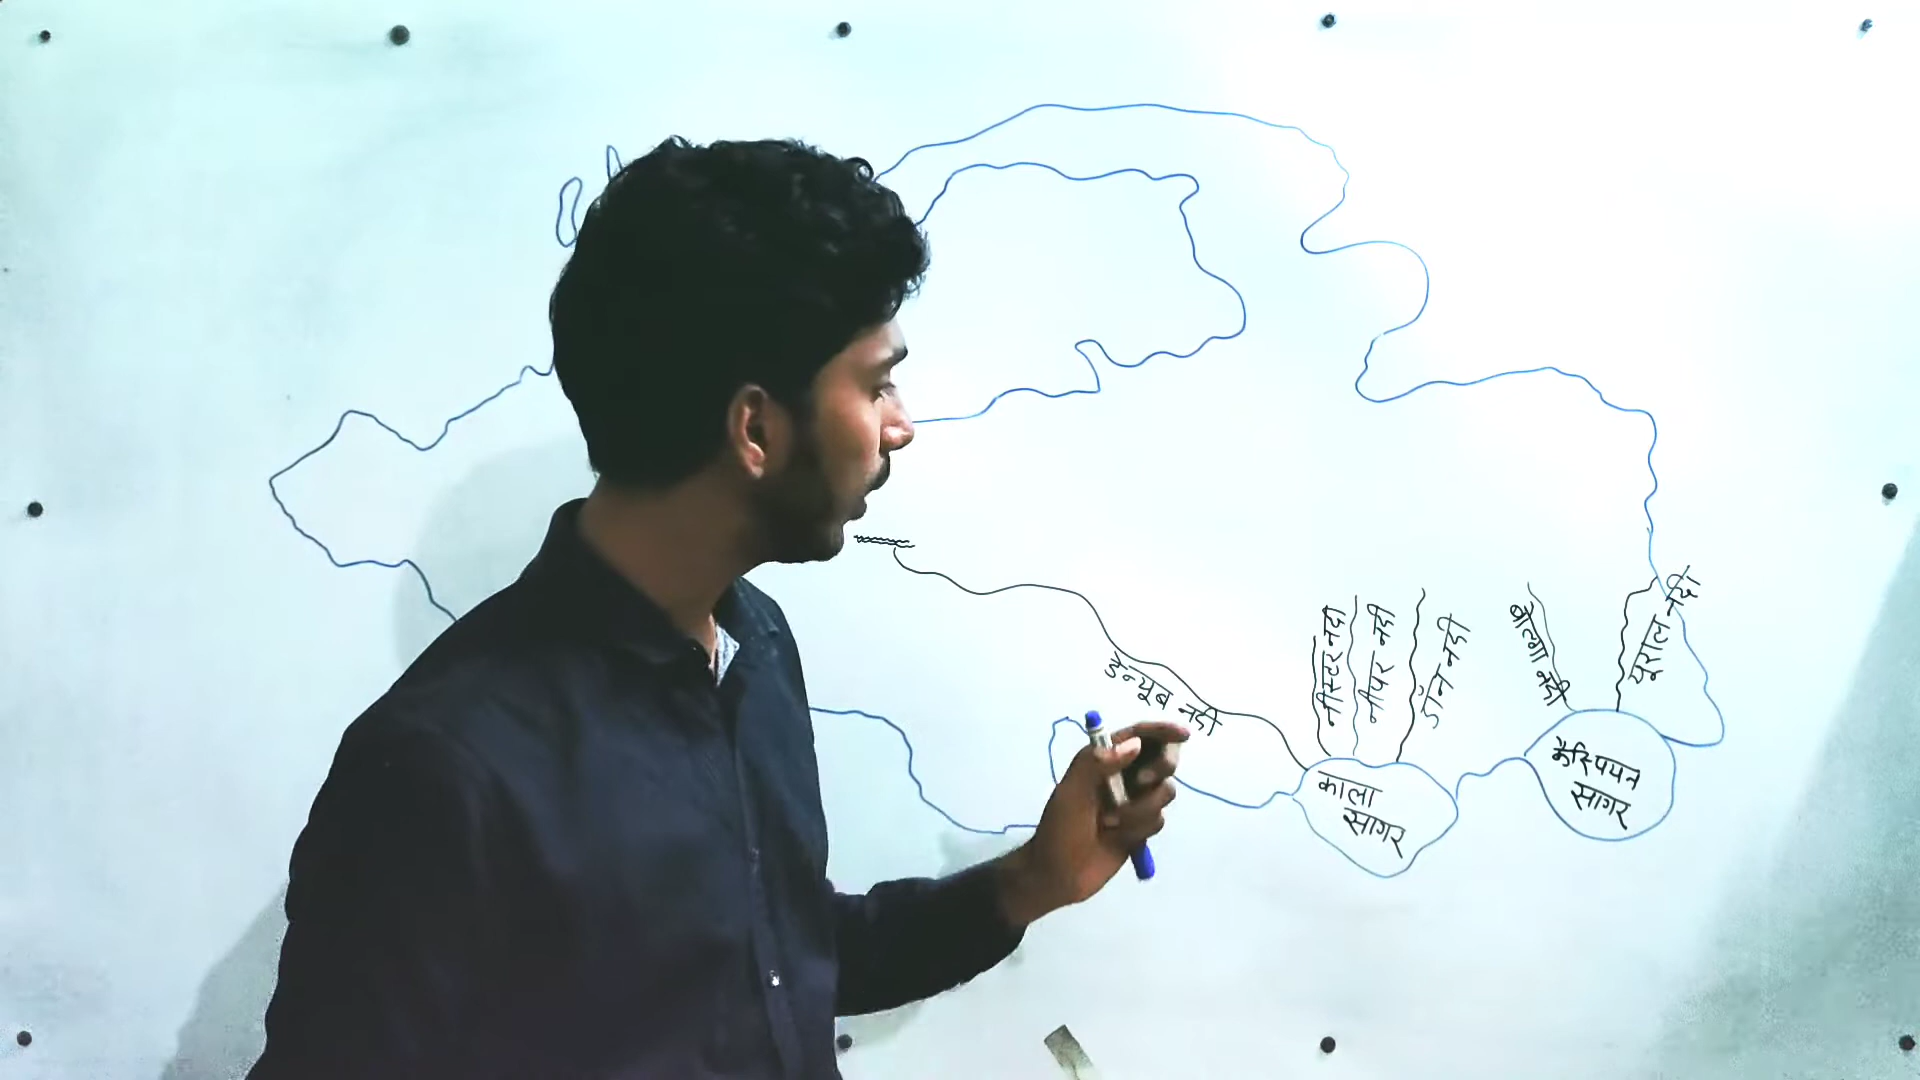 डेन्यूब नदी
नीस्टर नदी
नीपर नदी
डॉन नदी
वोल्गा नदी
यूराल नदी
काला
सागर
कैस्पियन
सागर